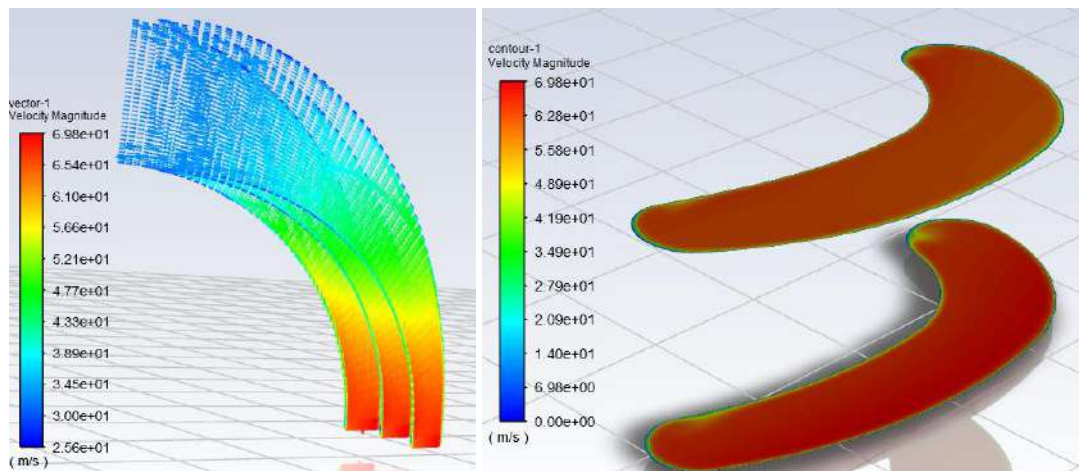 vector-1
Velocity Magnitude
6.98e+01
6.54e+01
6.10e+01
5.66e+01
5.21e+01
4.77e+01
4.33e+01
3.89e+01
3.45e+01
3.00e+01
2.56e+01
( m/s )
contour-1
Velocity Magnitude
6.98e+01
6.28e+01
5.58e+01
4.89e+01
4.19e+01
3.49e+01
2.79e+01
2.09e+01
1.40e+01
6.98e+00
0.00e+00
( m/s )